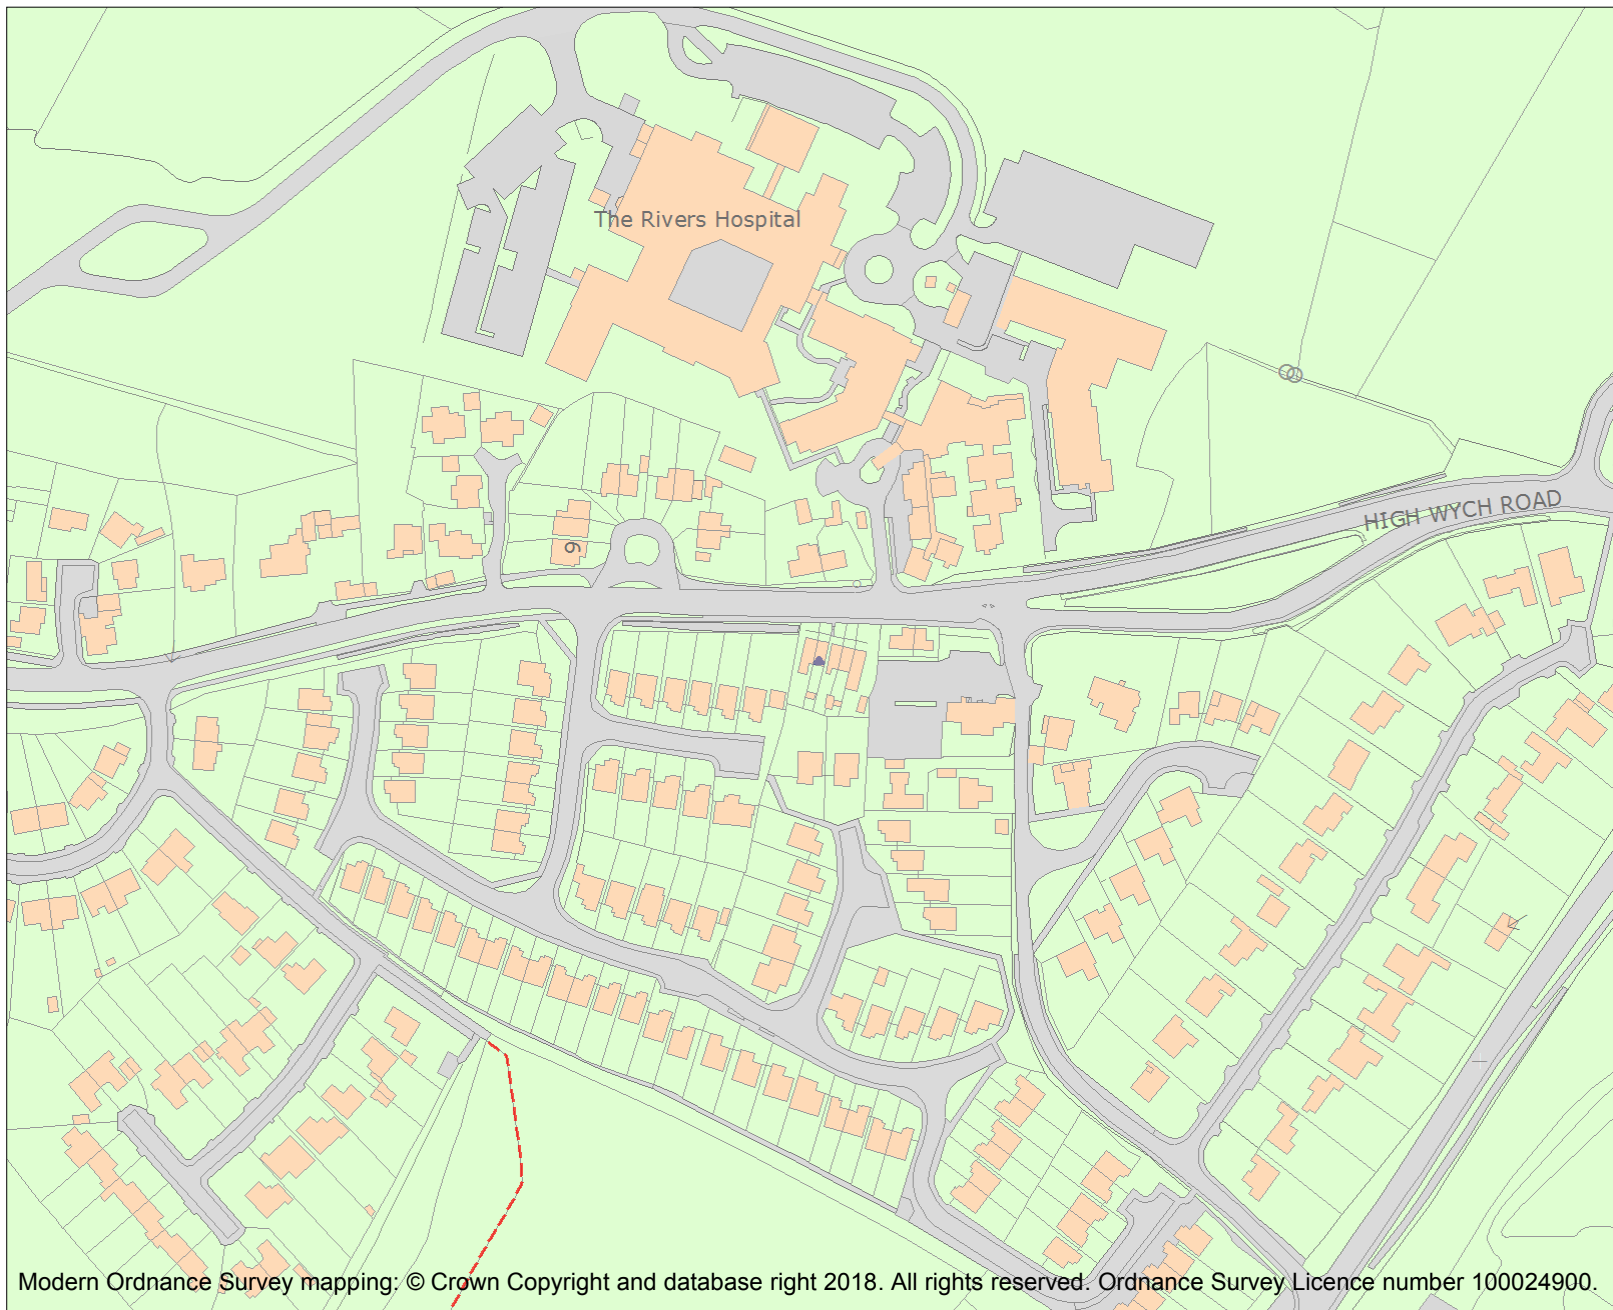 The Rivers Hospital
HIGH WYCH ROAD
9
Modern Ordnance Survey mapping: © Crown Copyright and database right 2018. All rights reserved. Ordnance Survey Licence number 100024900.